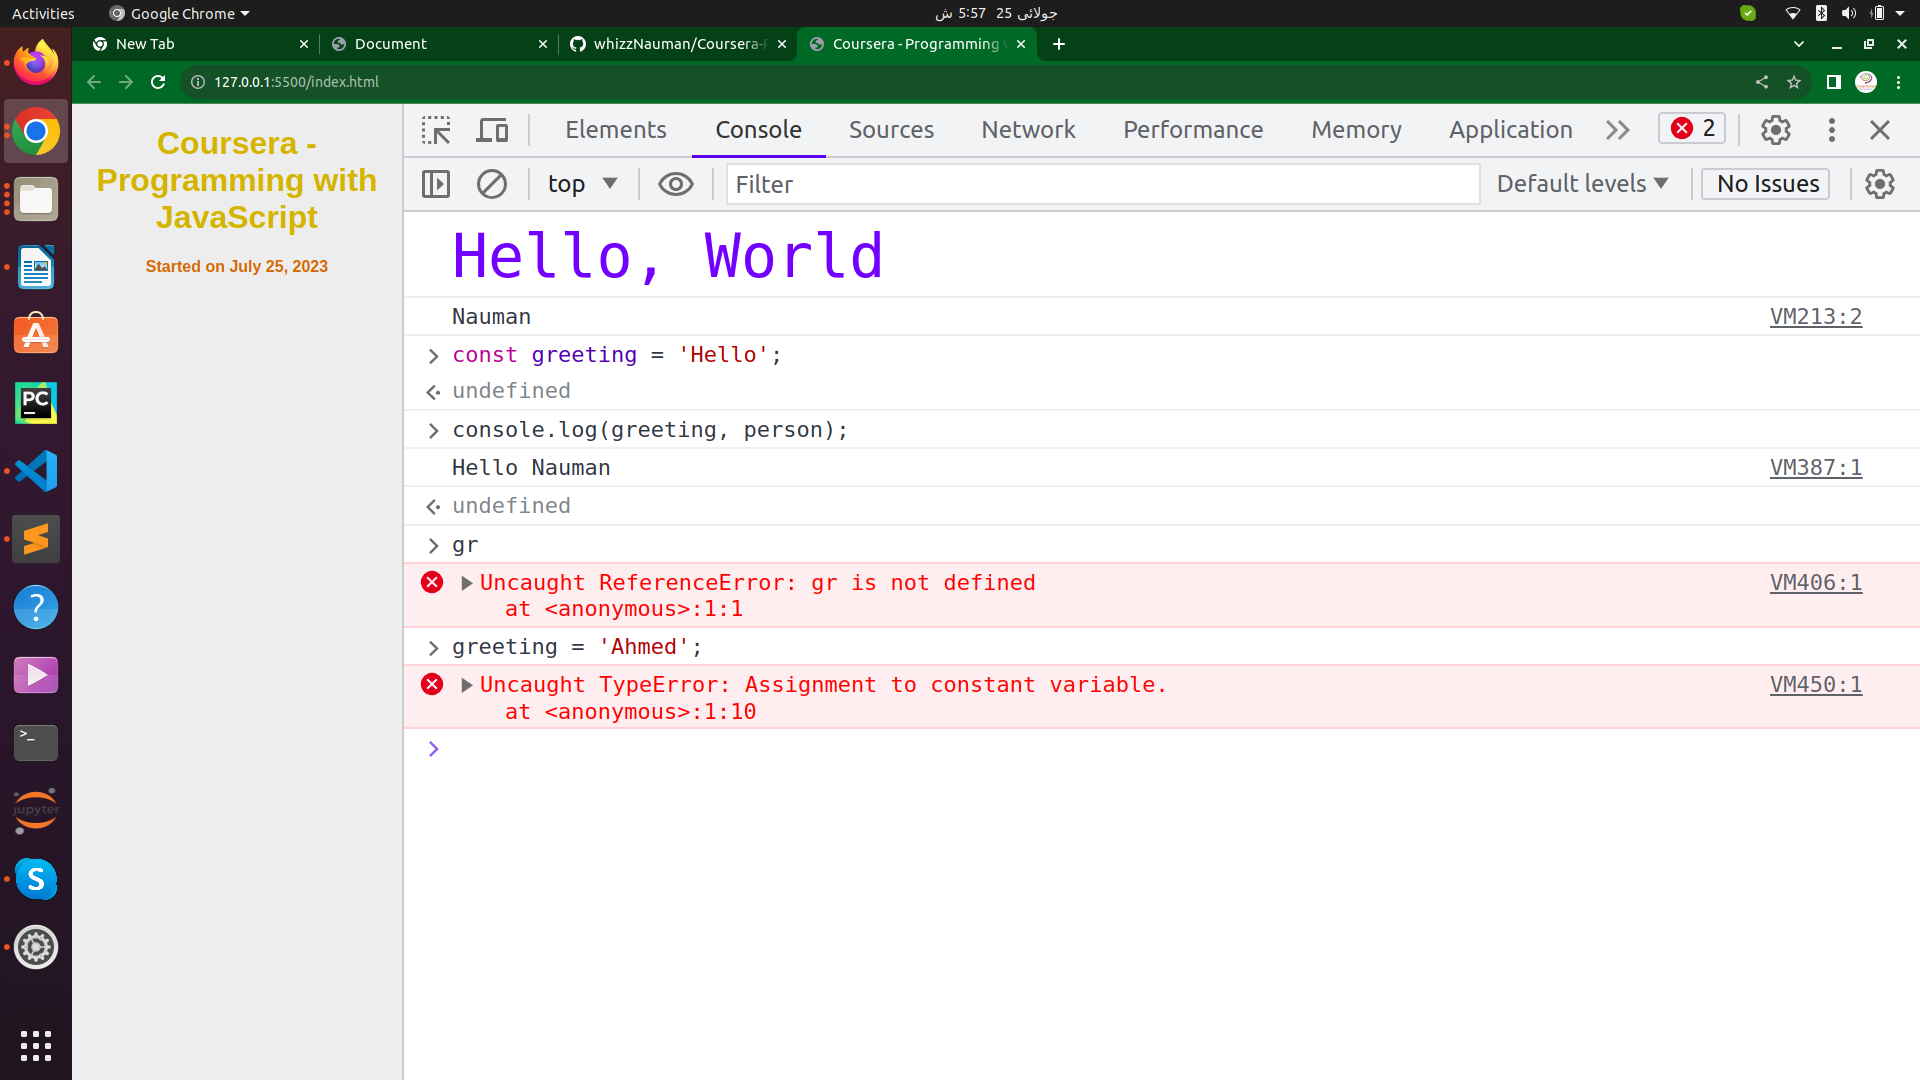 Activities
Google Chrome
جولائی 25  5:57 ش
New Tab
Document
whizzNauman/Coursera-
Coursera - Programming
127.0.0.1:5500/index.html
Coursera -
Programming with
JavaScript
Started on July 25, 2023
Elements
Console
Sources
Network
Performance
Memory
Application
2
top
Filter
Default levels
No Issues
Hello, World
Nauman
VM213:2
const greeting = 'Hello';
undefined
console.log(greeting, person);
Hello Nauman
VM387:1
undefined
gr
Uncaught ReferenceError: gr is not defined
VM406:1
at <anonymous>:1:1
greeting = 'Ahmed';
Uncaught TypeError: Assignment to constant variable.
VM450:1
at <anonymous>:1:10
PC
>_
jupyter
S
?